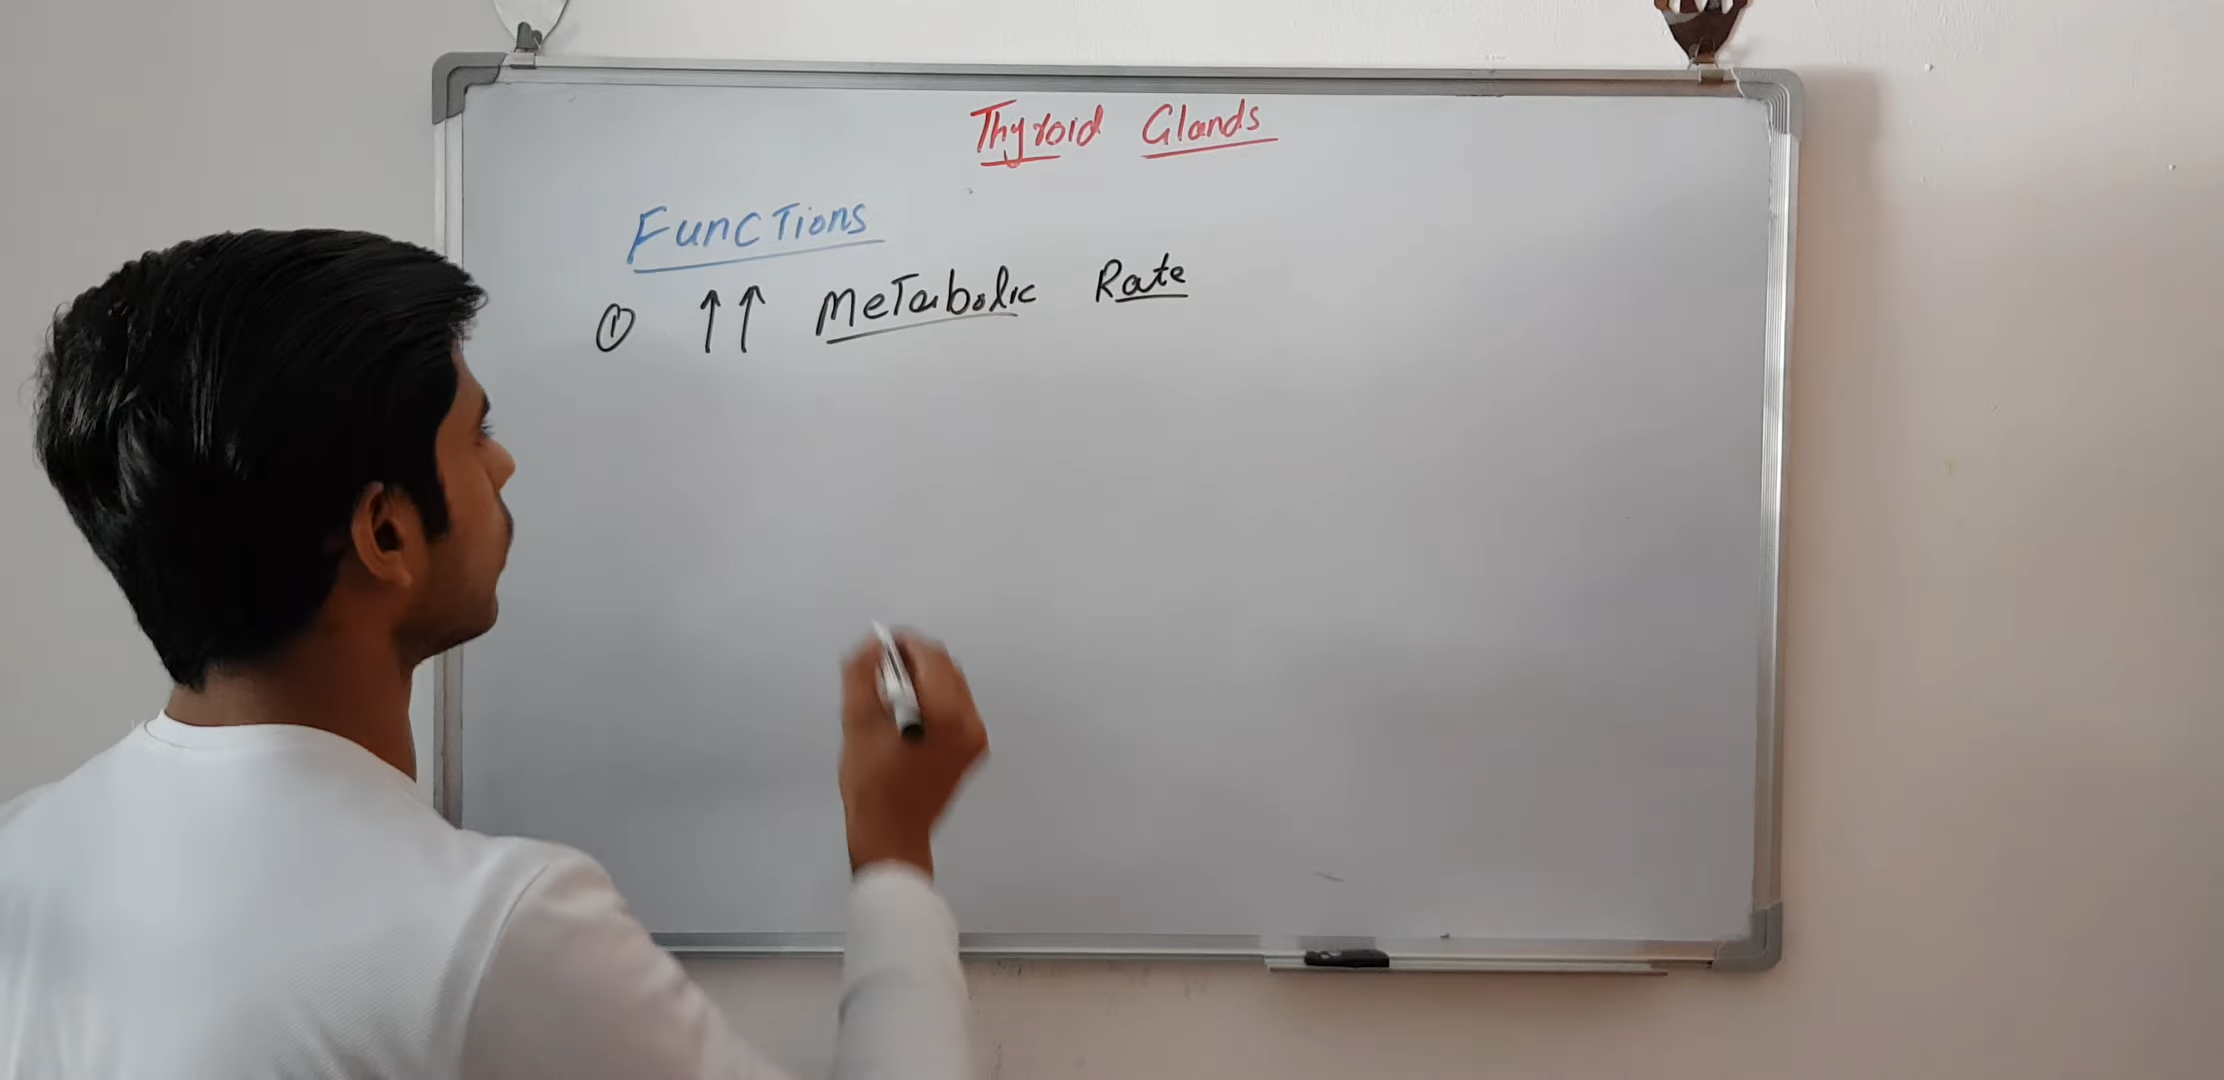 Thyroid Glands
Functions
① ↑↑ Metabolic Rate